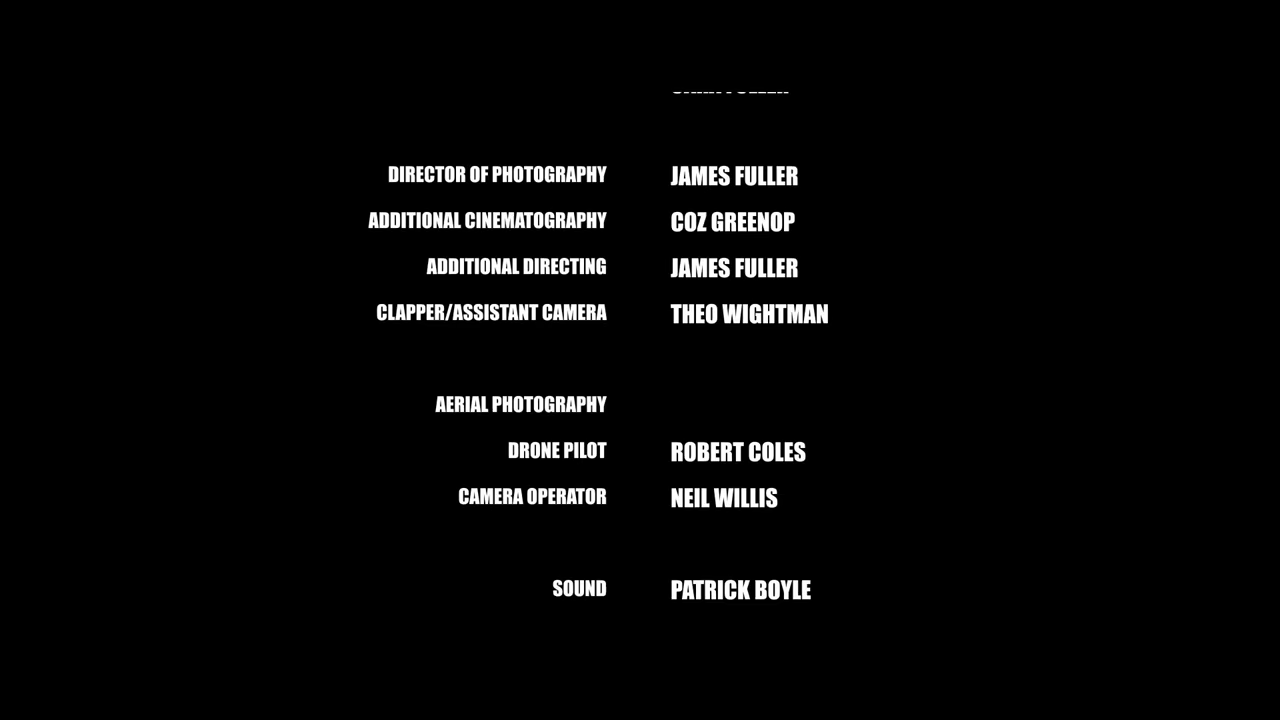 DIRECTOR OF PHOTOGRAPHY JAMES FULLER
ADDITIONAL CINEMATOGRAPHY COZ GREENOP
ADDITIONAL DIRECTING JAMES FULLER
CLAPPER/ASSISTANT CAMERA THEO WIGHTMAN
AERIAL PHOTOGRAPHY
DRONE PILOT ROBERT COLES
CAMERA OPERATOR NEIL WILLIS
SOUND PATRICK BOYLE